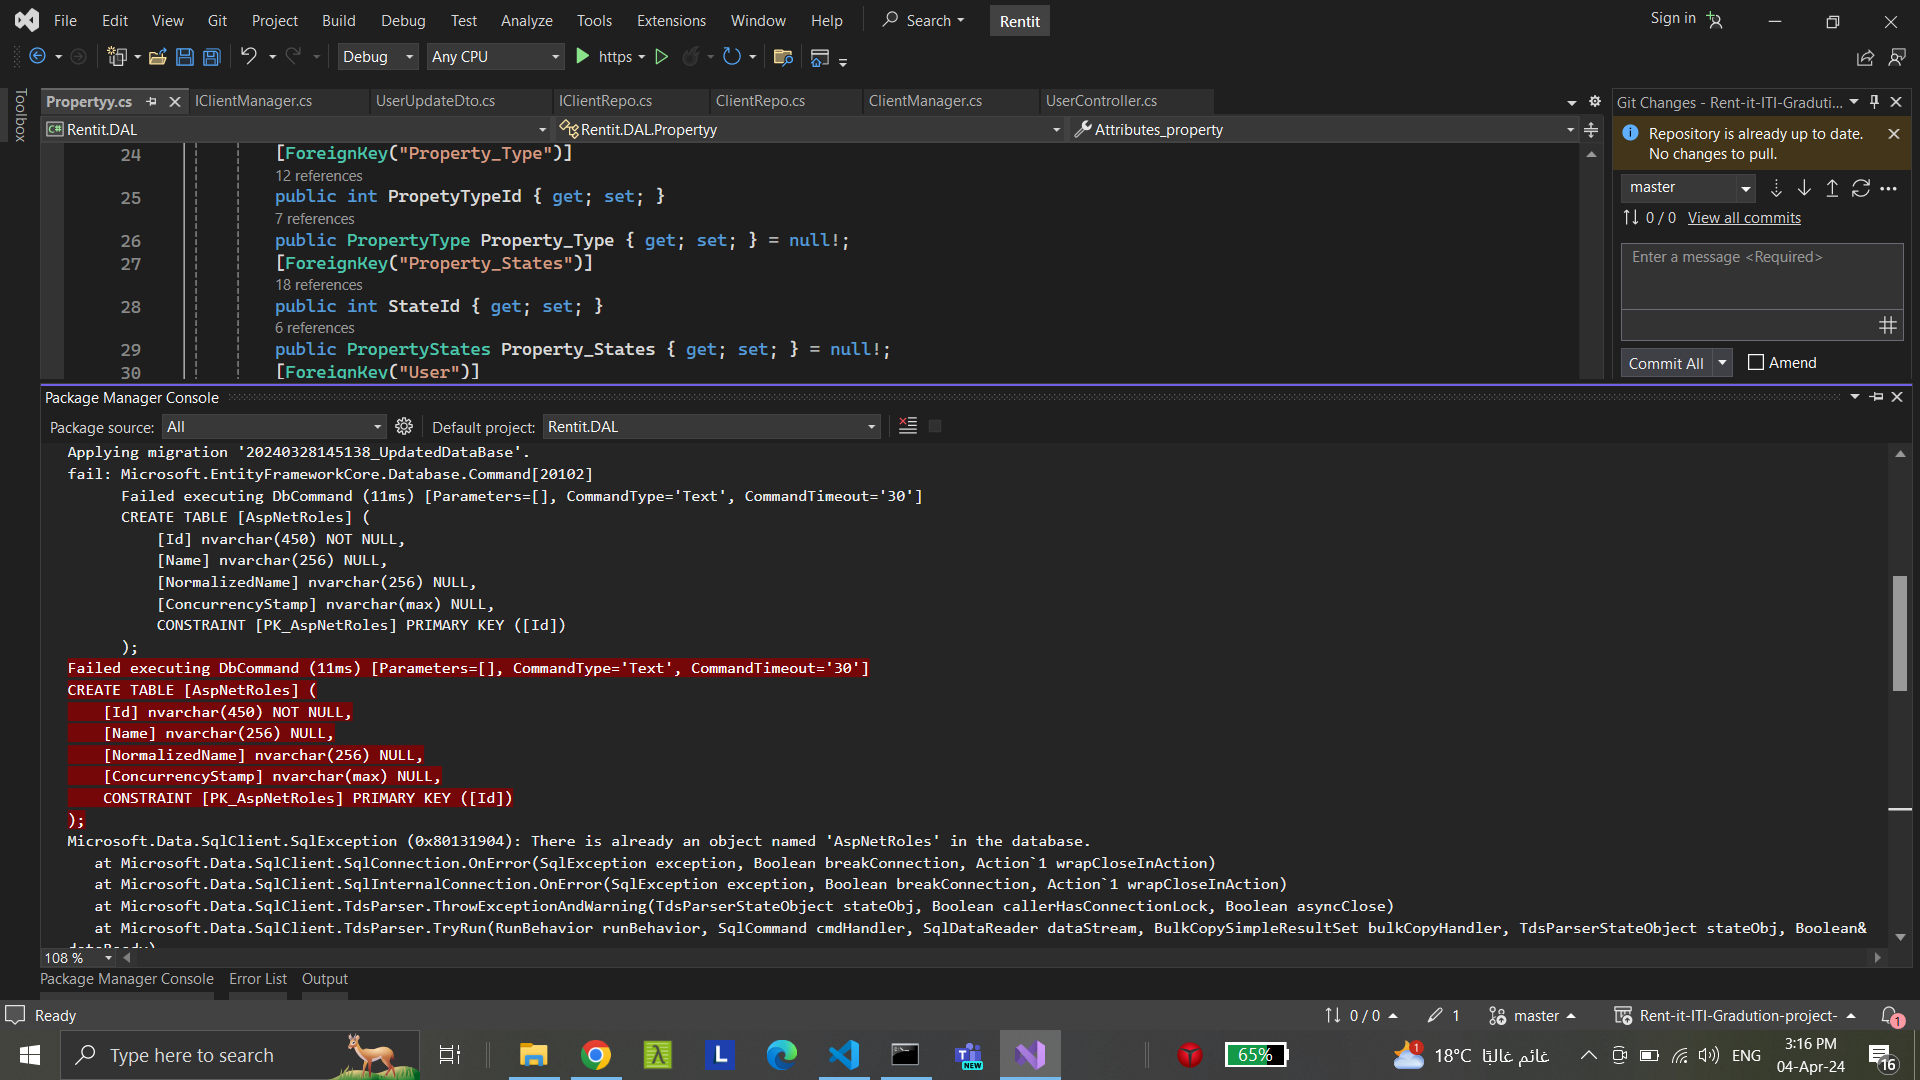 File Edit View Git Project Build Debug Test Analyze Tools Extensions Window Help Search Rentit Sign in
Debug Any CPU https
Toolbox
Propertyy.cs IClientManager.cs UserUpdateDto.cs IClientRepo.cs ClientRepo.cs ClientManager.cs UserController.cs
C# Rentit.DAL Rentit.DAL.Propertyy Attributes_property
24 [ForeignKey("Property_Type")]
12 references
25 public int PropetyTypeId { get; set; }
7 references
26 public PropertyType Property_Type { get; set; } = null!;
27 [ForeignKey("Property_States")]
18 references
28 public int StateId { get; set; }
6 references
29 public PropertyStates Property_States { get; set; } = null!;
30 [ForeignKey("User")]
Git Changes - Rent-it-ITI-Graduti...
Repository is already up to date.
No changes to pull.
master
0 / 0 View all commits
Enter a message <Required>
Commit All Amend
Package Manager Console
Package source: All Default project: Rentit.DAL
Applying migration '20240328145138_UpdatedDataBase'.
fail: Microsoft.EntityFrameworkCore.Database.Command[20102]
Failed executing DbCommand (11ms) [Parameters=[], CommandType='Text', CommandTimeout='30']
CREATE TABLE [AspNetRoles] (
[Id] nvarchar(450) NOT NULL,
[Name] nvarchar(256) NULL,
[NormalizedName] nvarchar(256) NULL,
[ConcurrencyStamp] nvarchar(max) NULL,
CONSTRAINT [PK_AspNetRoles] PRIMARY KEY ([Id])
);
Failed executing DbCommand (11ms) [Parameters=[], CommandType='Text', CommandTimeout='30']
CREATE TABLE [AspNetRoles] (
[Id] nvarchar(450) NOT NULL,
[Name] nvarchar(256) NULL,
[NormalizedName] nvarchar(256) NULL,
[ConcurrencyStamp] nvarchar(max) NULL,
CONSTRAINT [PK_AspNetRoles] PRIMARY KEY ([Id])
);
Microsoft.Data.SqlClient.SqlException (0x80131904): There is already an object named 'AspNetRoles' in the database.
at Microsoft.Data.SqlClient.SqlConnection.OnError(SqlException exception, Boolean breakConnection, Action`1 wrapCloseInAction)
at Microsoft.Data.SqlClient.SqlInternalConnection.OnError(SqlException exception, Boolean breakConnection, Action`1 wrapCloseInAction)
at Microsoft.Data.SqlClient.TdsParser.ThrowExceptionAndWarning(TdsParserStateObject stateObj, Boolean callerHasConnectionLock, Boolean asyncClose)
at Microsoft.Data.SqlClient.TdsParser.TryRun(RunBehavior runBehavior, SqlCommand cmdHandler, SqlDataReader dataStream, BulkCopySimpleResultSet bulkCopyHandler, TdsParserStateObject stateObj, Boolean&
dataReady)
108 %
Package Manager Console Error List Output
Ready 0 / 0 1 master Rent-it-ITI-Gradution-project- 1
Type here to search L NEW 65% 1 18°C غائم غالبًا ENG 3:16 PM
04-Apr-24 16